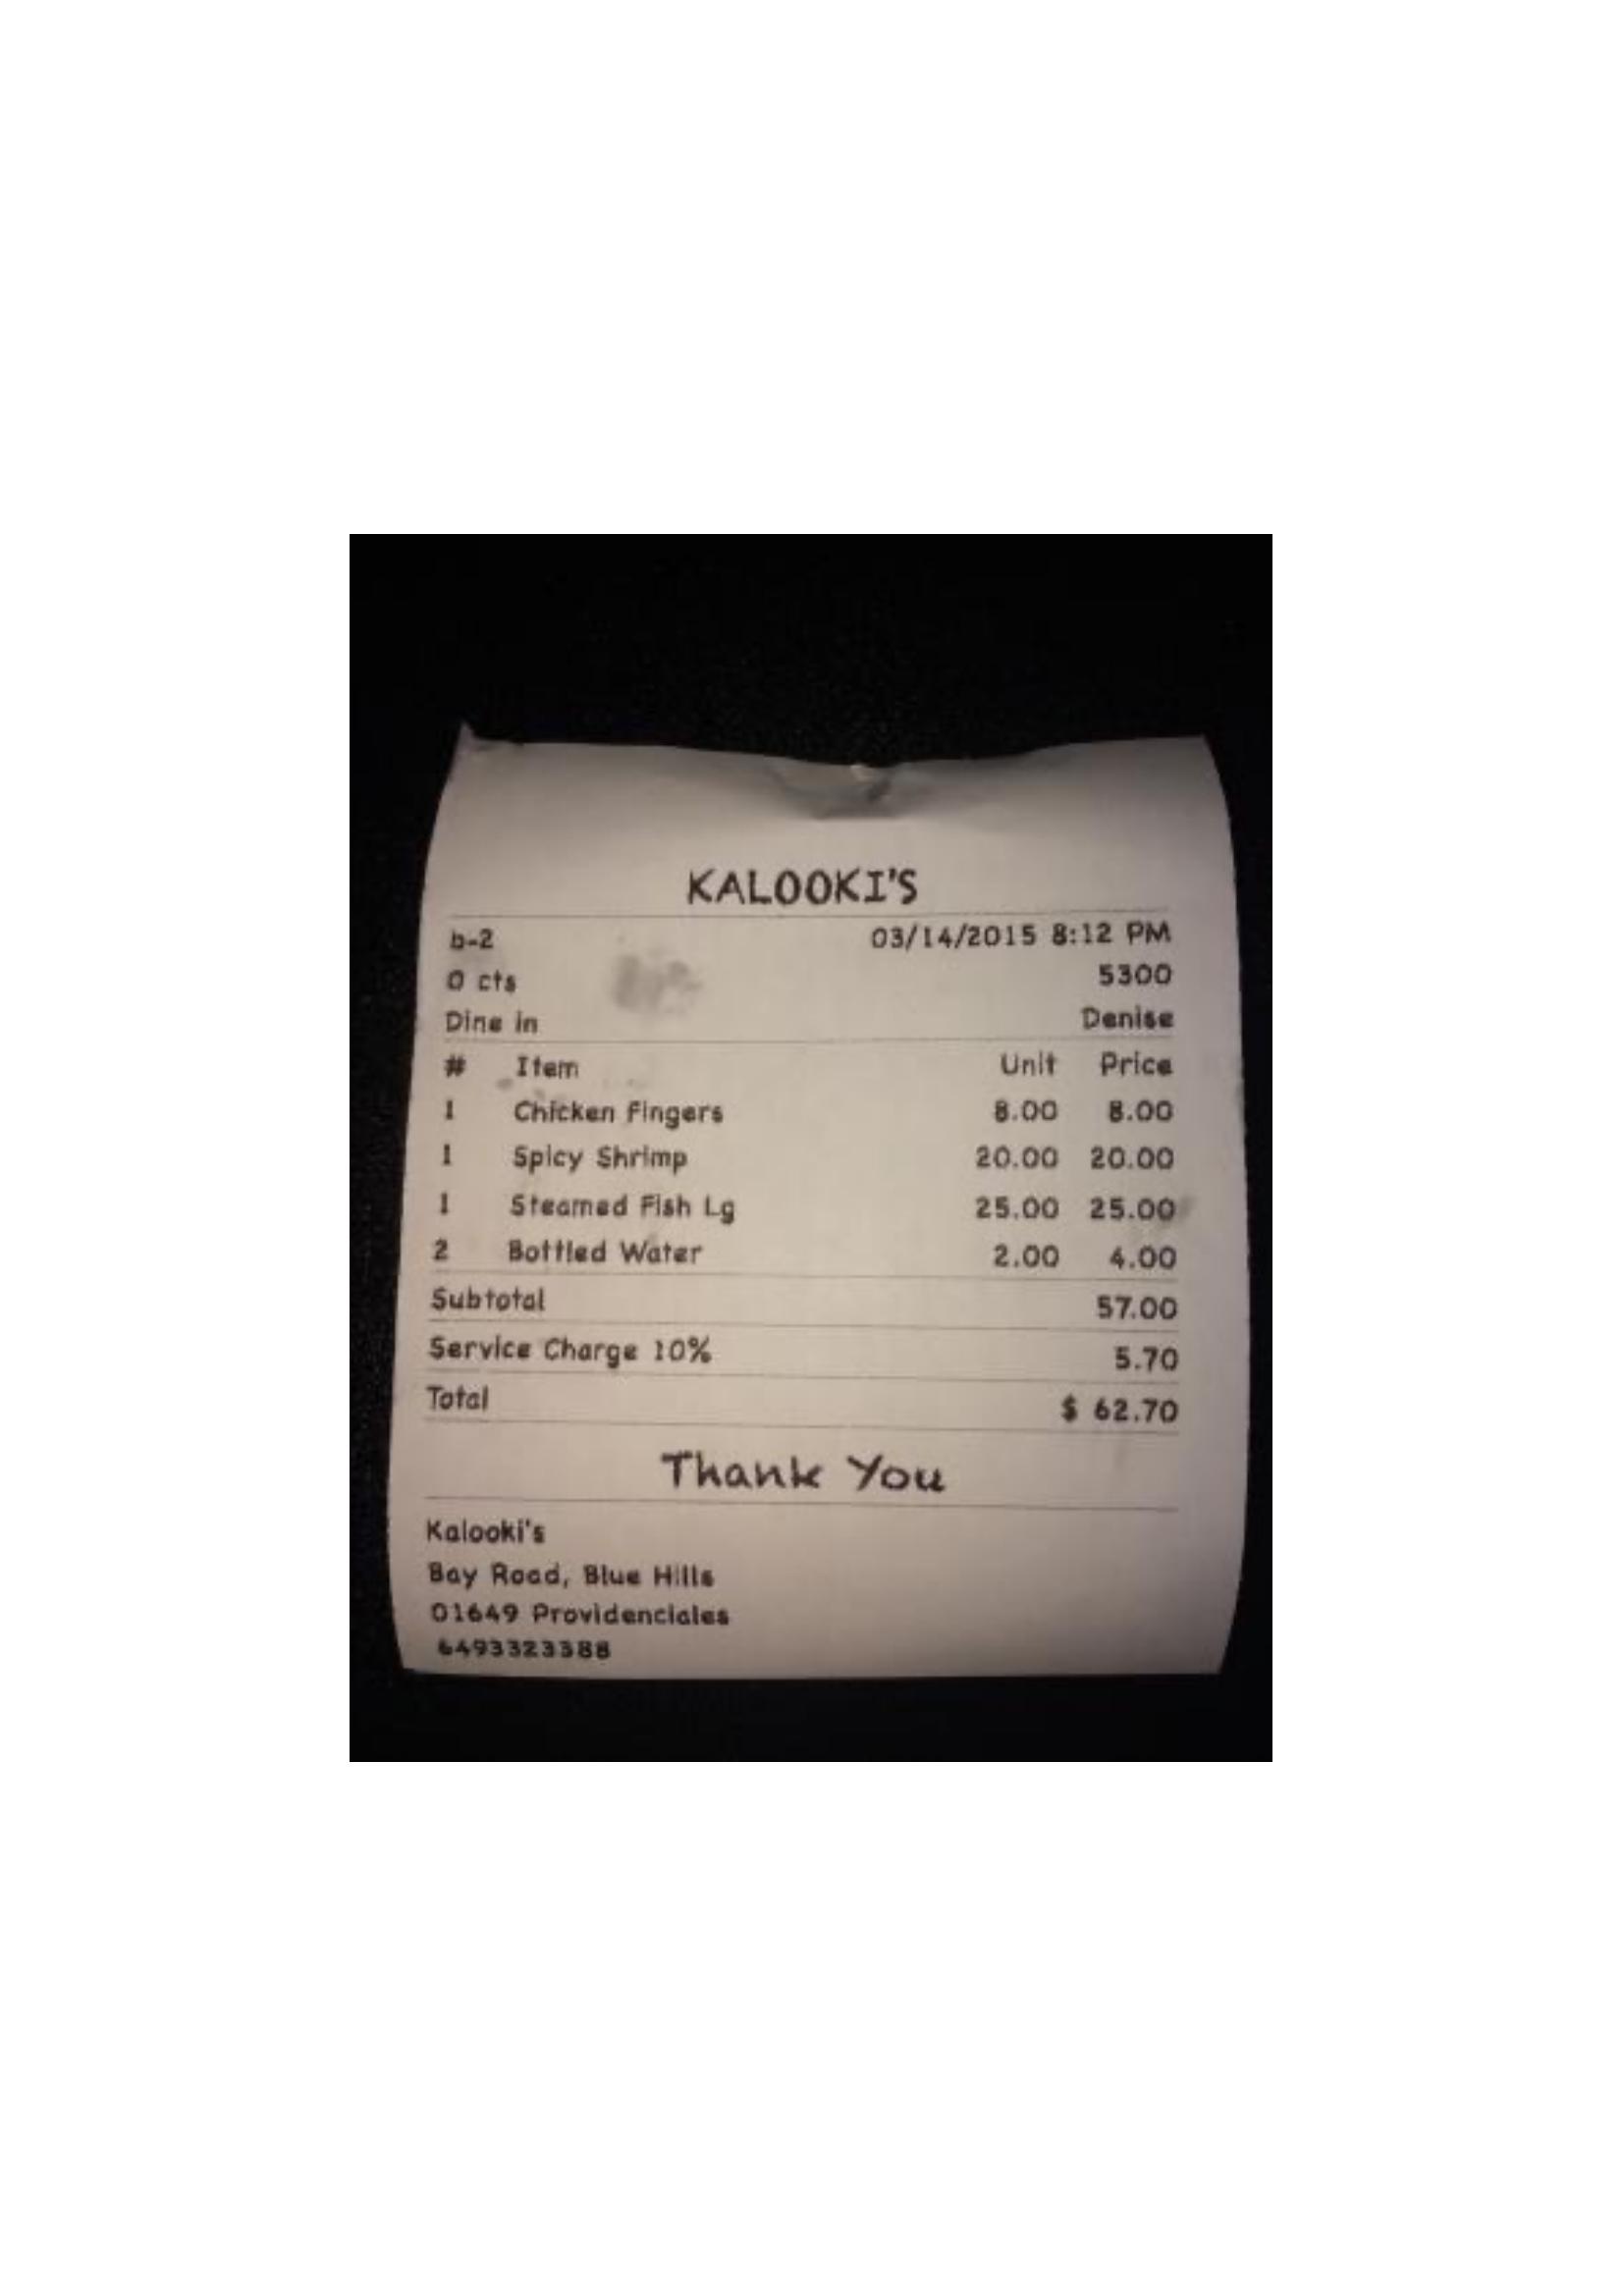 KALOOKI'S
b-2 03/14/2015 8:12 PM
0 cts 5300
Dine in Denise
# Item Unit Price
1 Chicken Fingers 8.00 8.00
1 Spicy Shrimp 20.00 20.00
1 Steamed Fish Lg 25.00 25.00
2 Bottled Water 2.00 4.00
Subtotal 57.00
Service Charge 10% 5.70
Total $ 62.70
Thank You
Kalooki's
Bay Road, Blue Hills
01649 Providenciales
6493323388